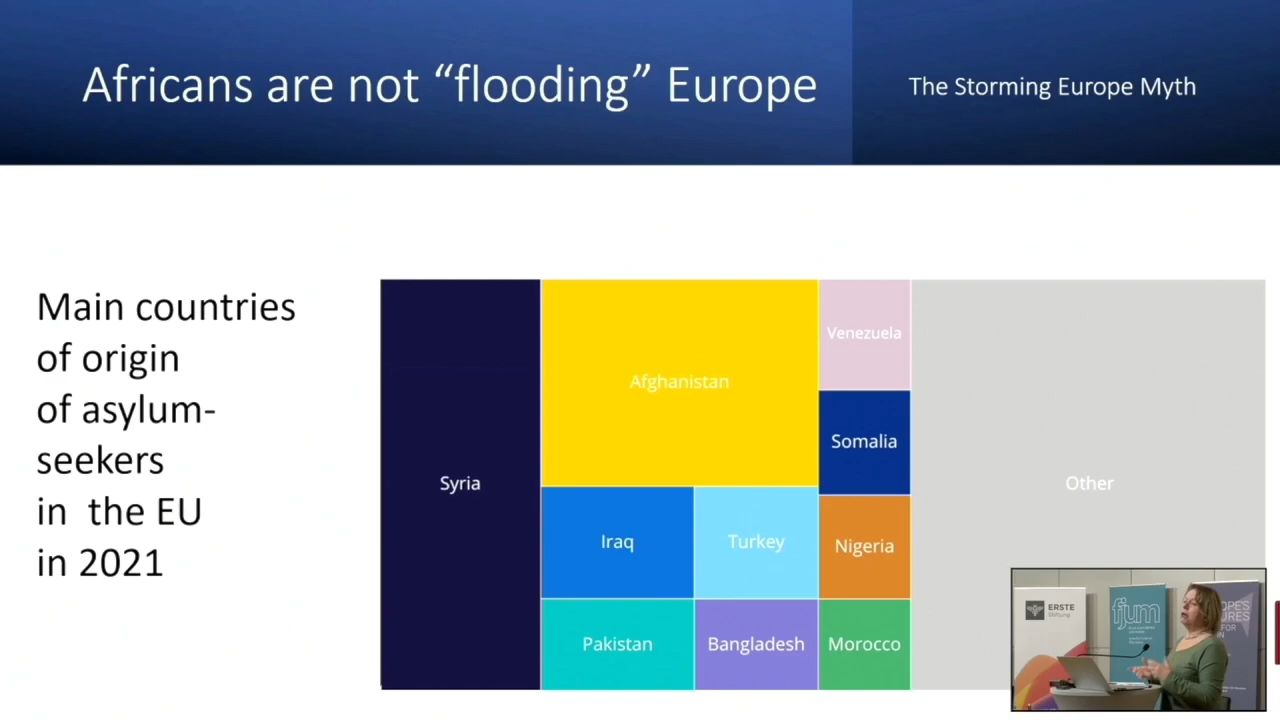 Africans are not “flooding” Europe
The Storming Europe Myth
Main countries
of origin
of asylum-
seekers
in  the EU
in 2021
Syria
Afghanistan
Iraq
Turkey
Pakistan
Bangladesh
Venezuela
Somalia
Nigeria
Morocco
Other
ERSTE
Stiftung
fjum